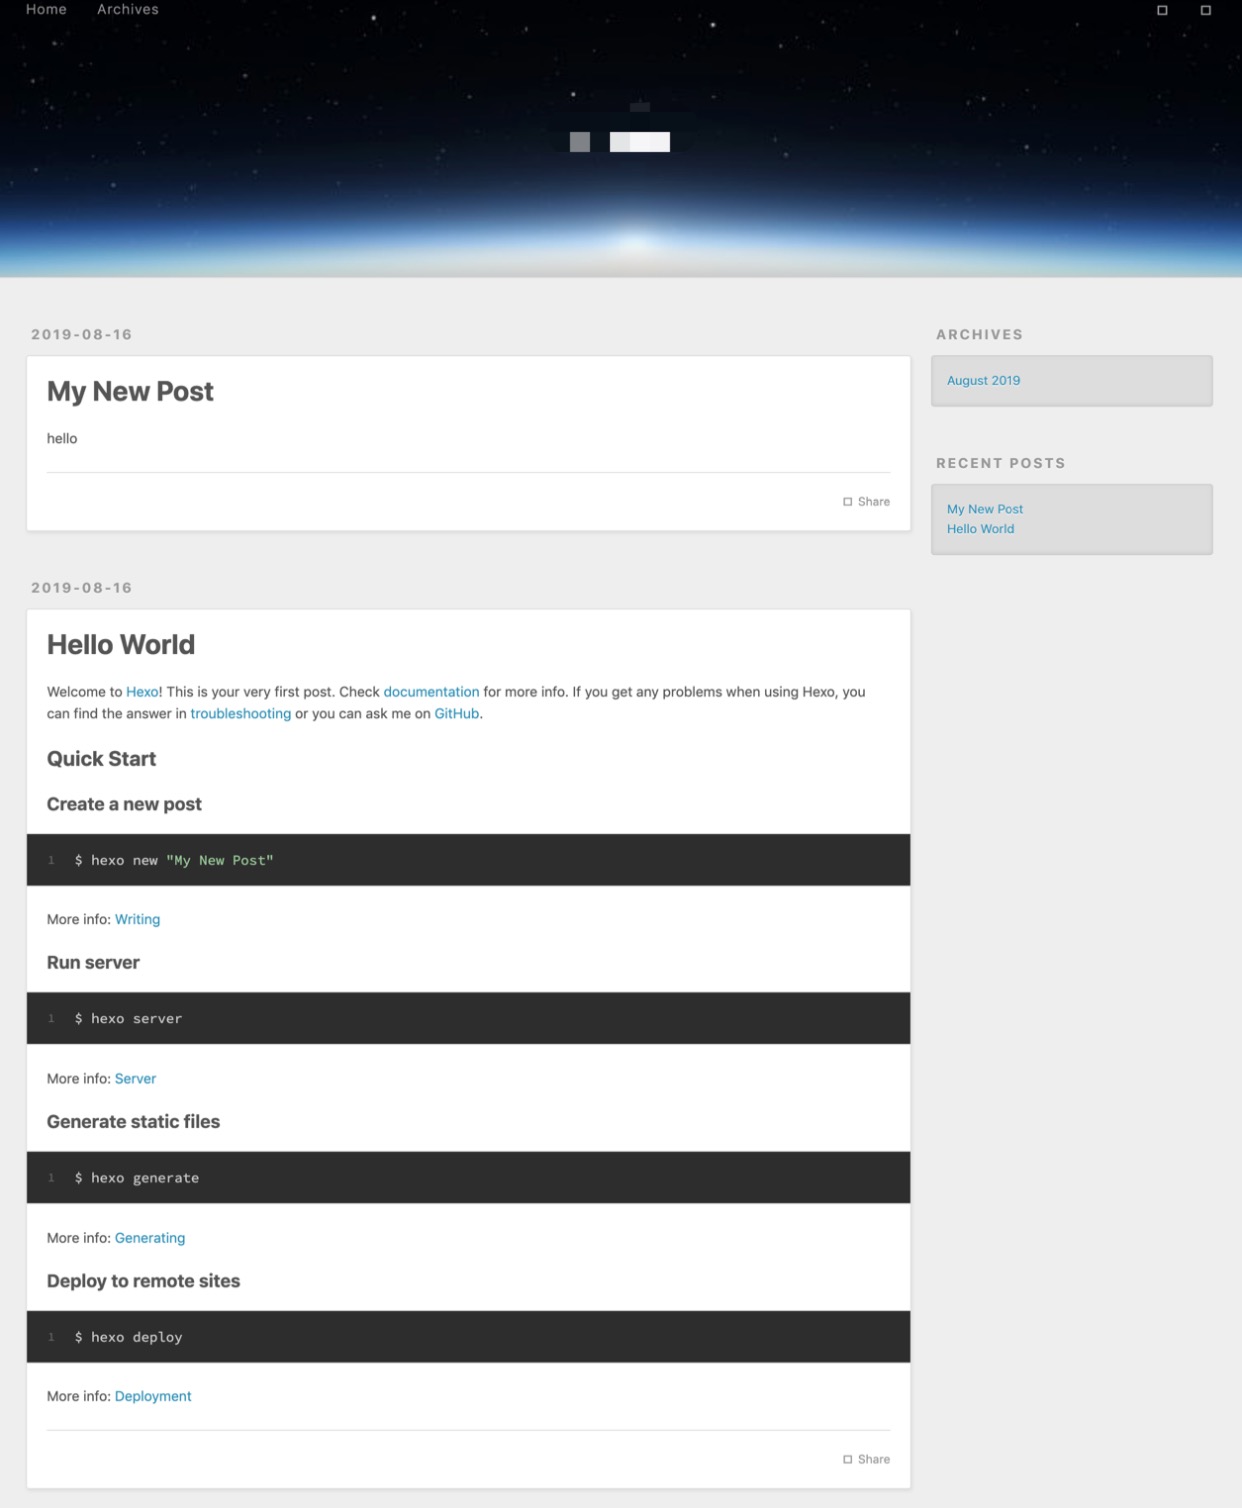 Home Archives
2019-08-16
My New Post
hello
Share
2019-08-16
Hello World
Welcome to Hexo! This is your very first post. Check documentation for more info. If you get any problems when using Hexo, you
can find the answer in troubleshooting or you can ask me on GitHub.
Quick Start
Create a new post
1 $ hexo new "My New Post"
More info: Writing
Run server
1 $ hexo server
More info: Server
Generate static files
1 $ hexo generate
More info: Generating
Deploy to remote sites
1 $ hexo deploy
More info: Deployment
Share
ARCHIVES
August 2019
RECENT POSTS
My New Post
Hello World